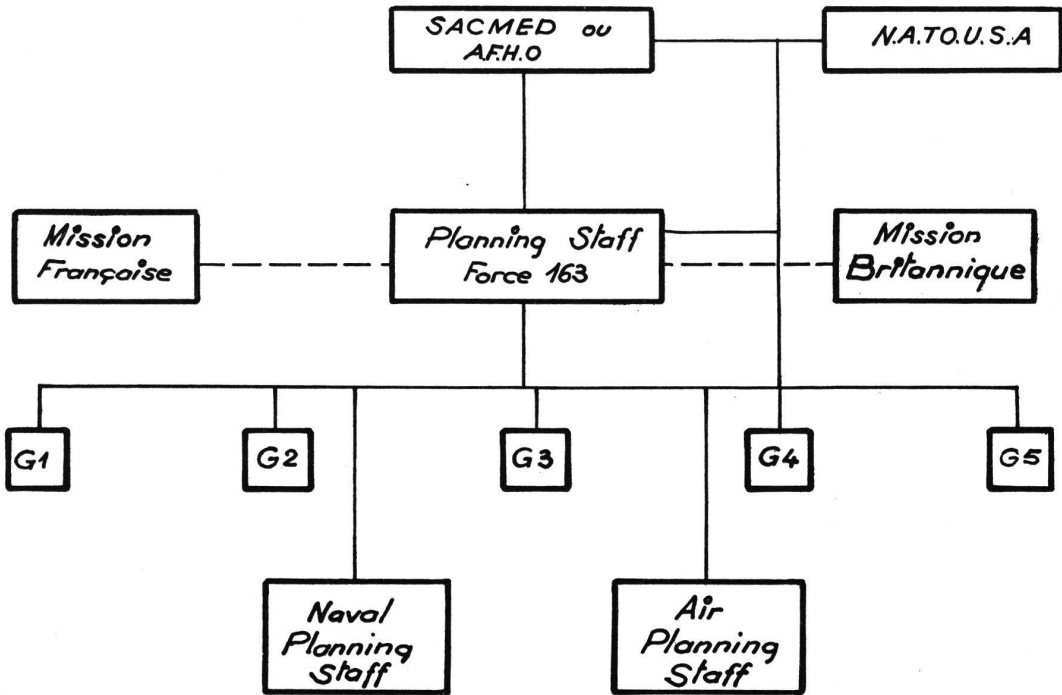 SACMED ou
A.F.H.O
N.A.TO.U.S.A
Mission
Française
Planning Staff
Force 163
Mission
Britannique
G1
G2
G3
G4
G5
Naval
Planning
Staff
Air
Planning
Staff